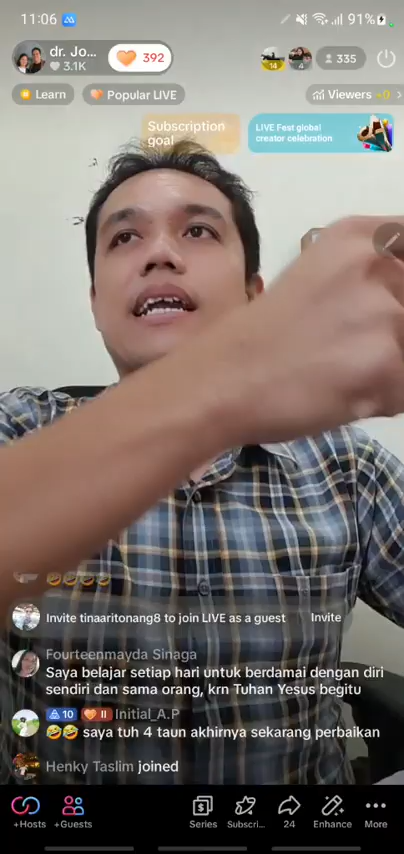 11:06
91%
dr. Jo...
3.1K
392
14
4
335
Learn
Popular LIVE
Viewers +0 >
Subscription goal
LIVE Fest global
creator celebration
🤣🤣🤣🤣
Invite tinaaritonang8 to join LIVE as a guest
Invite
Fourteenmayda Sinaga
Saya belajar setiap hari untuk berdamai dengan diri
sendiri dan sama orang, krn Tuhan Yesus begitu
10 II Initial_A.P
🤣🤣 saya tuh 4 taun akhirnya sekarang perbaikan
Henky Taslim joined
+Hosts
+Guests
Series
Subscri...
24
Enhance
More